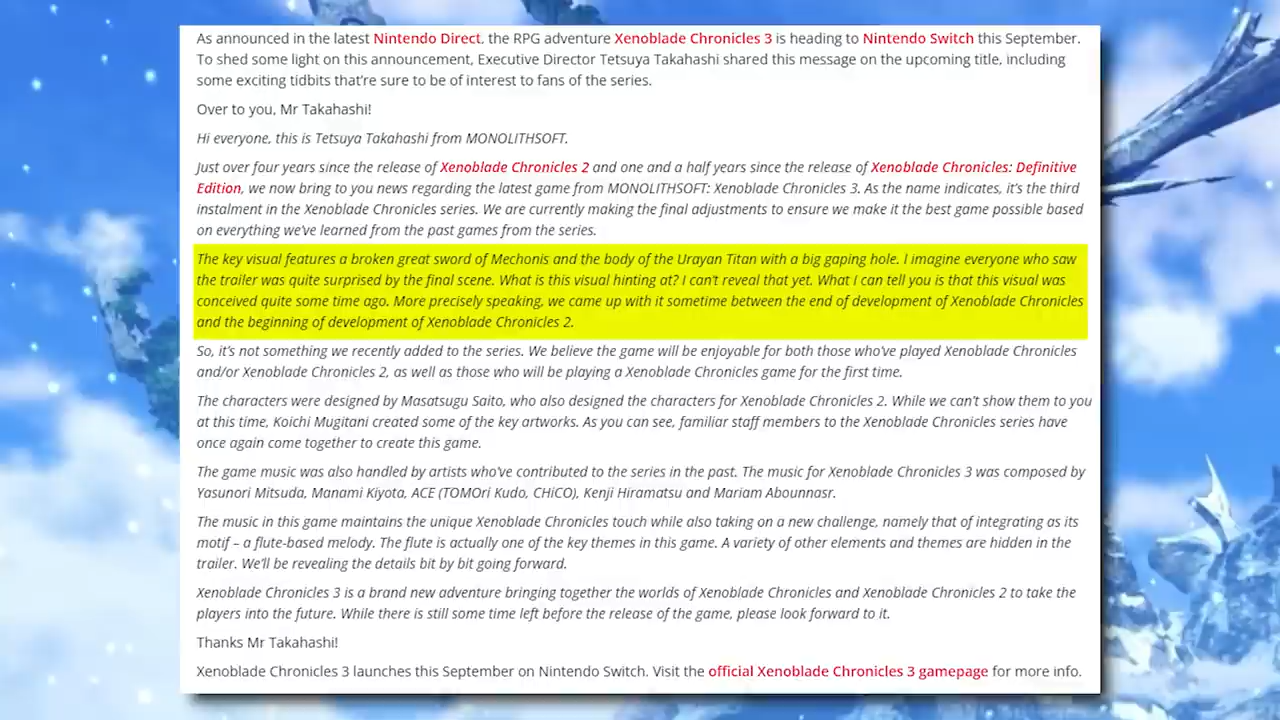 As announced in the latest Nintendo Direct, the RPG adventure Xenoblade Chronicles 3 is heading to Nintendo Switch this September.
To shed some light on this announcement, Executive Director Tetsuya Takahashi shared this message on the upcoming title, including
some exciting tidbits that're sure to be of interest to fans of the series.
Over to you, Mr Takahashi!
Hi everyone, this is Tetsuya Takahashi from MONOLITHSOFT.
Just over four years since the release of Xenoblade Chronicles 2 and one and a half years since the release of Xenoblade Chronicles: Definitive
Edition, we now bring to you news regarding the latest game from MONOLITHSOFT: Xenoblade Chronicles 3. As the name indicates, it's the third
instalment in the Xenoblade Chronicles series. We are currently making the final adjustments to ensure we make it the best game possible based
on everything we've learned from the past games from the series.
The key visual features a broken great sword of Mechonis and the body of the Urayan Titan with a big gaping hole. I imagine everyone who saw
the trailer was quite surprised by the final scene. What is this visual hinting at? I can't reveal that yet. What I can tell you is that this visual was
conceived quite some time ago. More precisely speaking, we came up with it sometime between the end of development of Xenoblade Chronicles
and the beginning of development of Xenoblade Chronicles 2.
So, it's not something we recently added to the series. We believe the game will be enjoyable for both those who've played Xenoblade Chronicles
and/or Xenoblade Chronicles 2, as well as those who will be playing a Xenoblade Chronicles game for the first time.
The characters were designed by Masatsugu Saito, who also designed the characters for Xenoblade Chronicles 2. While we can't show them to you
at this time, Koichi Mugitani created some of the key artworks. As you can see, familiar staff members to the Xenoblade Chronicles series have
once again come together to create this game.
The game music was also handled by artists who've contributed to the series in the past. The music for Xenoblade Chronicles 3 was composed by
Yasunori Mitsuda, Manami Kiyota, ACE (TOMOri Kudo, CHiCO), Kenji Hiramatsu and Mariam Abounnasr.
The music in this game maintains the unique Xenoblade Chronicles touch while also taking on a new challenge, namely that of integrating as its
motif – a flute-based melody. The flute is actually one of the key themes in this game. A variety of other elements and themes are hidden in the
trailer. We'll be revealing the details bit by bit going forward.
Xenoblade Chronicles 3 is a brand new adventure bringing together the worlds of Xenoblade Chronicles and Xenoblade Chronicles 2 to take the
players into the future. While there is still some time left before the release of the game, please look forward to it.
Thanks Mr Takahashi!
Xenoblade Chronicles 3 launches this September on Nintendo Switch. Visit the official Xenoblade Chronicles 3 gamepage for more info.